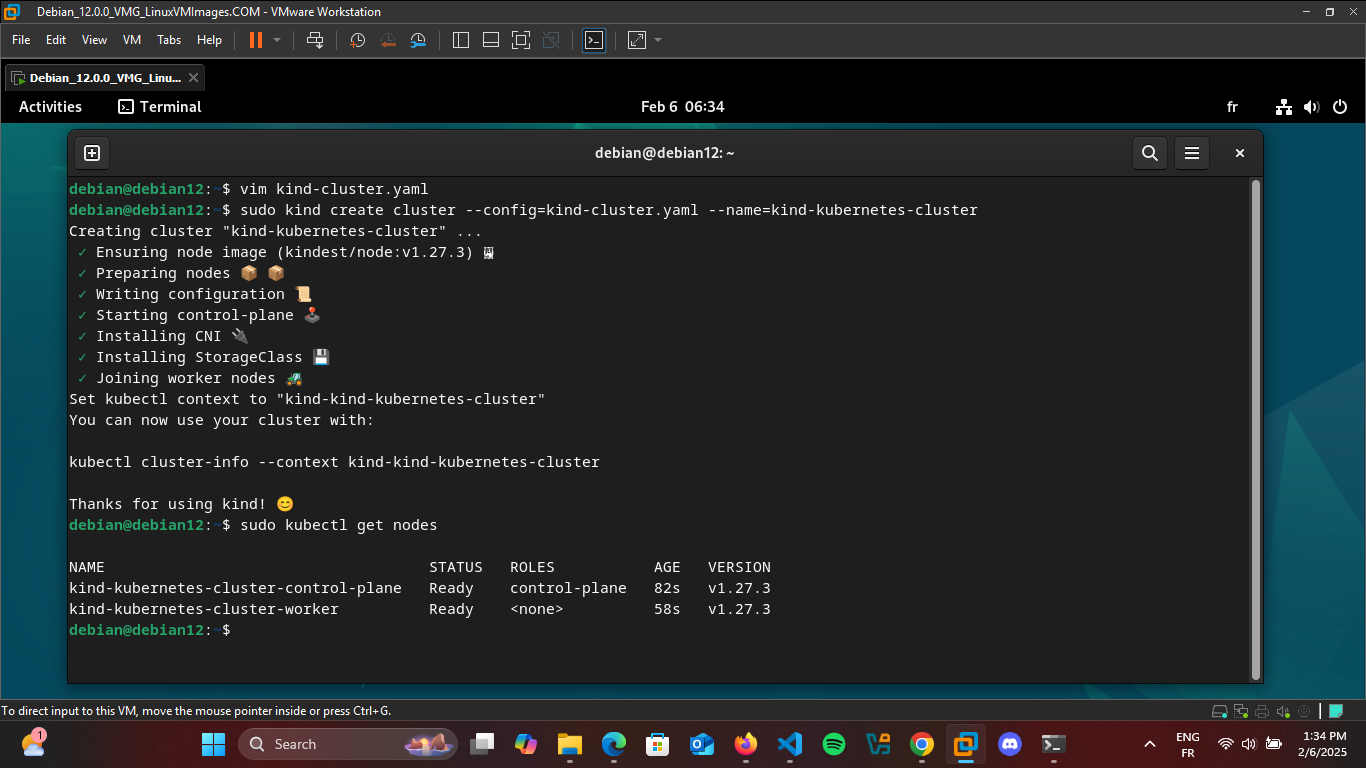 Debian_12.0.0_VMG_LinuxVMImages.COM - VMware Workstation
File Edit View VM Tabs Help
Debian_12.0.0_VMG_Linu...
Activities Terminal Feb 6 06:34 fr
debian@debian12: ~
debian@debian12:~$ vim kind-cluster.yaml
debian@debian12:~$ sudo kind create cluster --config=kind-cluster.yaml --name=kind-kubernetes-cluster
Creating cluster "kind-kubernetes-cluster" ...
✓ Ensuring node image (kindest/node:v1.27.3) 🖼
✓ Preparing nodes 📦 📦
✓ Writing configuration 📜
✓ Starting control-plane 🕹️
✓ Installing CNI 🔌
✓ Installing StorageClass 💾
✓ Joining worker nodes 🚜
Set kubectl context to "kind-kind-kubernetes-cluster"
You can now use your cluster with:
kubectl cluster-info --context kind-kind-kubernetes-cluster
Thanks for using kind! 😊
debian@debian12:~$ sudo kubectl get nodes
NAME STATUS ROLES AGE VERSION
kind-kubernetes-cluster-control-plane Ready control-plane 82s v1.27.3
kind-kubernetes-cluster-worker Ready <none> 58s v1.27.3
debian@debian12:~$
To direct input to this VM, move the mouse pointer inside or press Ctrl+G.
1
Search
ENG
FR
1:34 PM
2/6/2025